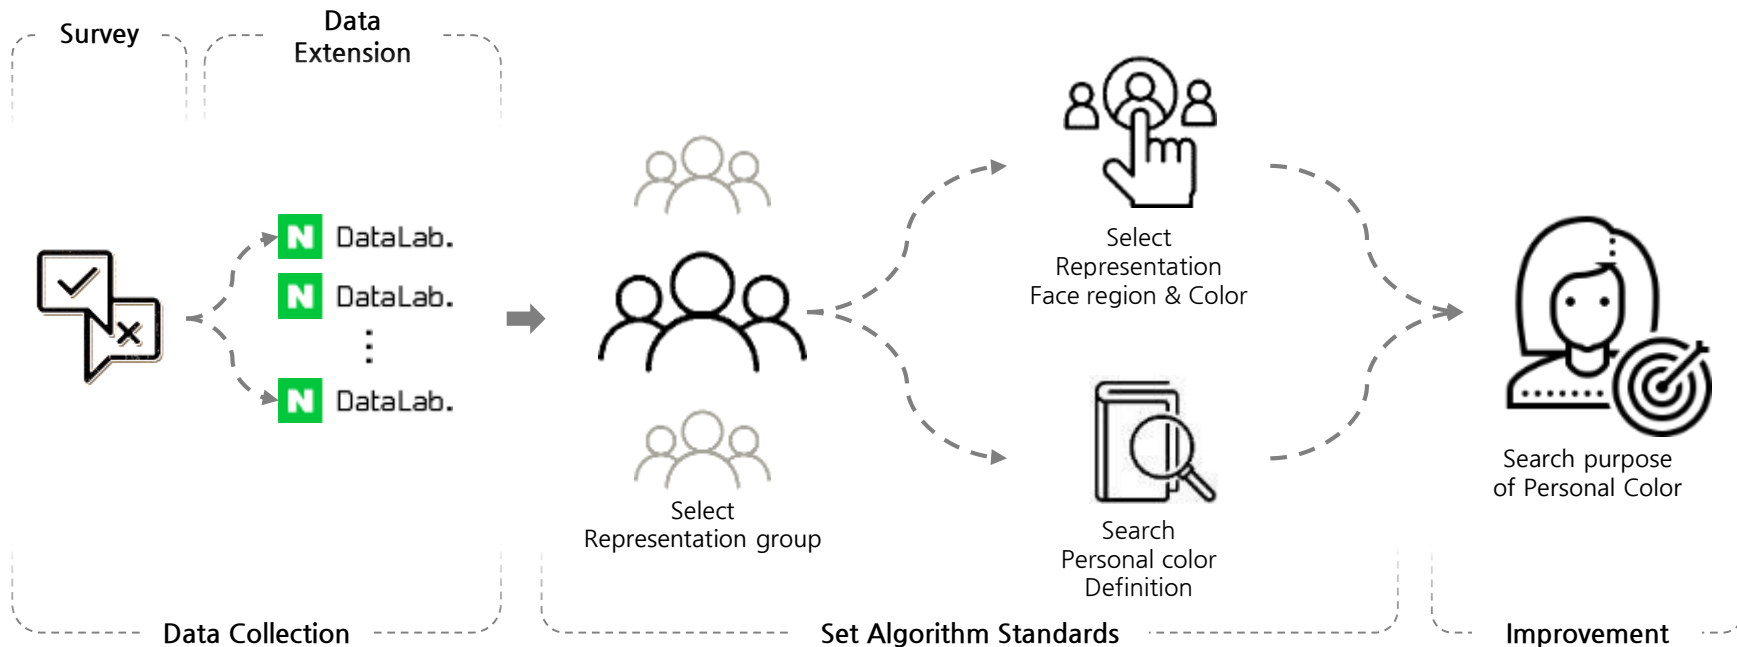 Survey
Data
Extension
N DataLab.
N DataLab.
N DataLab.
Select
Representation group
Select
Representation
Face region & Color
Search
Personal color
Definition
Search purpose
of Personal Color
Data Collection
Set Algorithm Standards
Improvement